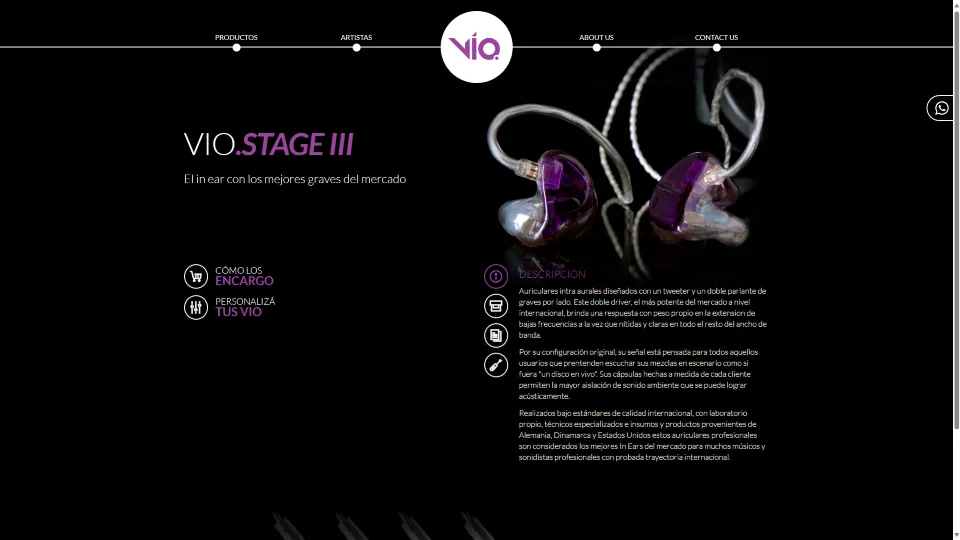 PRODUCTOS
ARTISTAS
VIO.
ABOUT US
CONTACT US
VIO.STAGE III
El in ear con los mejores graves del mercado
CÓMO LOS
ENCARGO
PERSONALIZÁ
TUS VIO
DESCRIPCIÓN
Auriculares intra aurales diseñados con un tweeter y un doble parlante de
graves por lado. Este doble driver, el más potente del mercado a nivel
internacional, brinda una respuesta con peso propio en la extension de
bajas frecuencias a la vez que nítidas y claras en todo el resto del ancho de
banda.
Por su configuración original, su señal está pensada para todos aquellos
usuarios que prentenden escuchar sus mezclas en escenario como si
fuera "un disco en vivo". Sus cápsulas hechas a medida de cada cliente
permiten la mayor aislación de sonido ambiente que se puede lograr
acústicamente.
Realizados bajo estándares de calidad internacional, con laboratorio
propio, técnicos especializados e insumos y productos provenientes de
Alemania, Dinamarca y Estados Unidos estos auriculares profesionales
son considerados los mejores In Ears del mercado para muchos músicos y
sonidistas profesionales con probada trayectoria internacional.